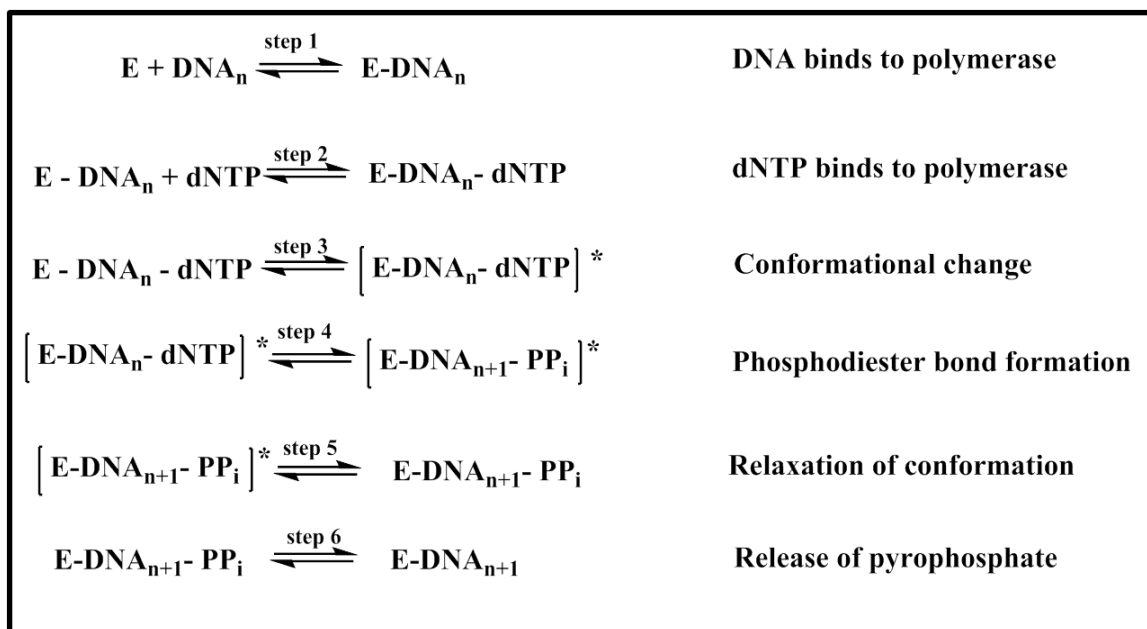 step 1
E + DNAₙ ⇌ E-DNAₙ DNA binds to polymerase
step 2
E - DNAₙ + dNTP ⇌ E-DNAₙ- dNTP dNTP binds to polymerase
step 3
E - DNAₙ - dNTP ⇌ [E-DNAₙ- dNTP] * Conformational change
step 4
[E-DNAₙ- dNTP] * ⇌ [E-DNAₙ₊₁- PPᵢ]* Phosphodiester bond formation
step 5
[E-DNAₙ₊₁- PPᵢ]* ⇌ E-DNAₙ₊₁- PPᵢ Relaxation of conformation
step 6
E-DNAₙ₊₁- PPᵢ ⇌ E-DNAₙ₊₁ Release of pyrophosphate